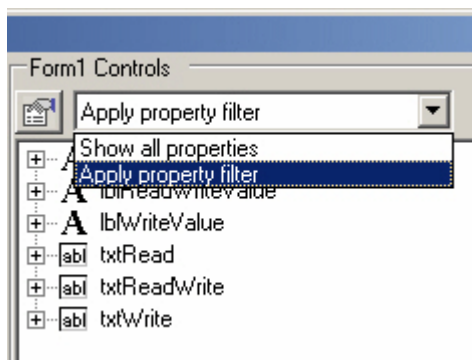 Form1 Controls
Apply property filter
Show all properties
Apply property filter
lblReadWriteValue
lblWriteValue
txtRead
txtReadWrite
txtWrite